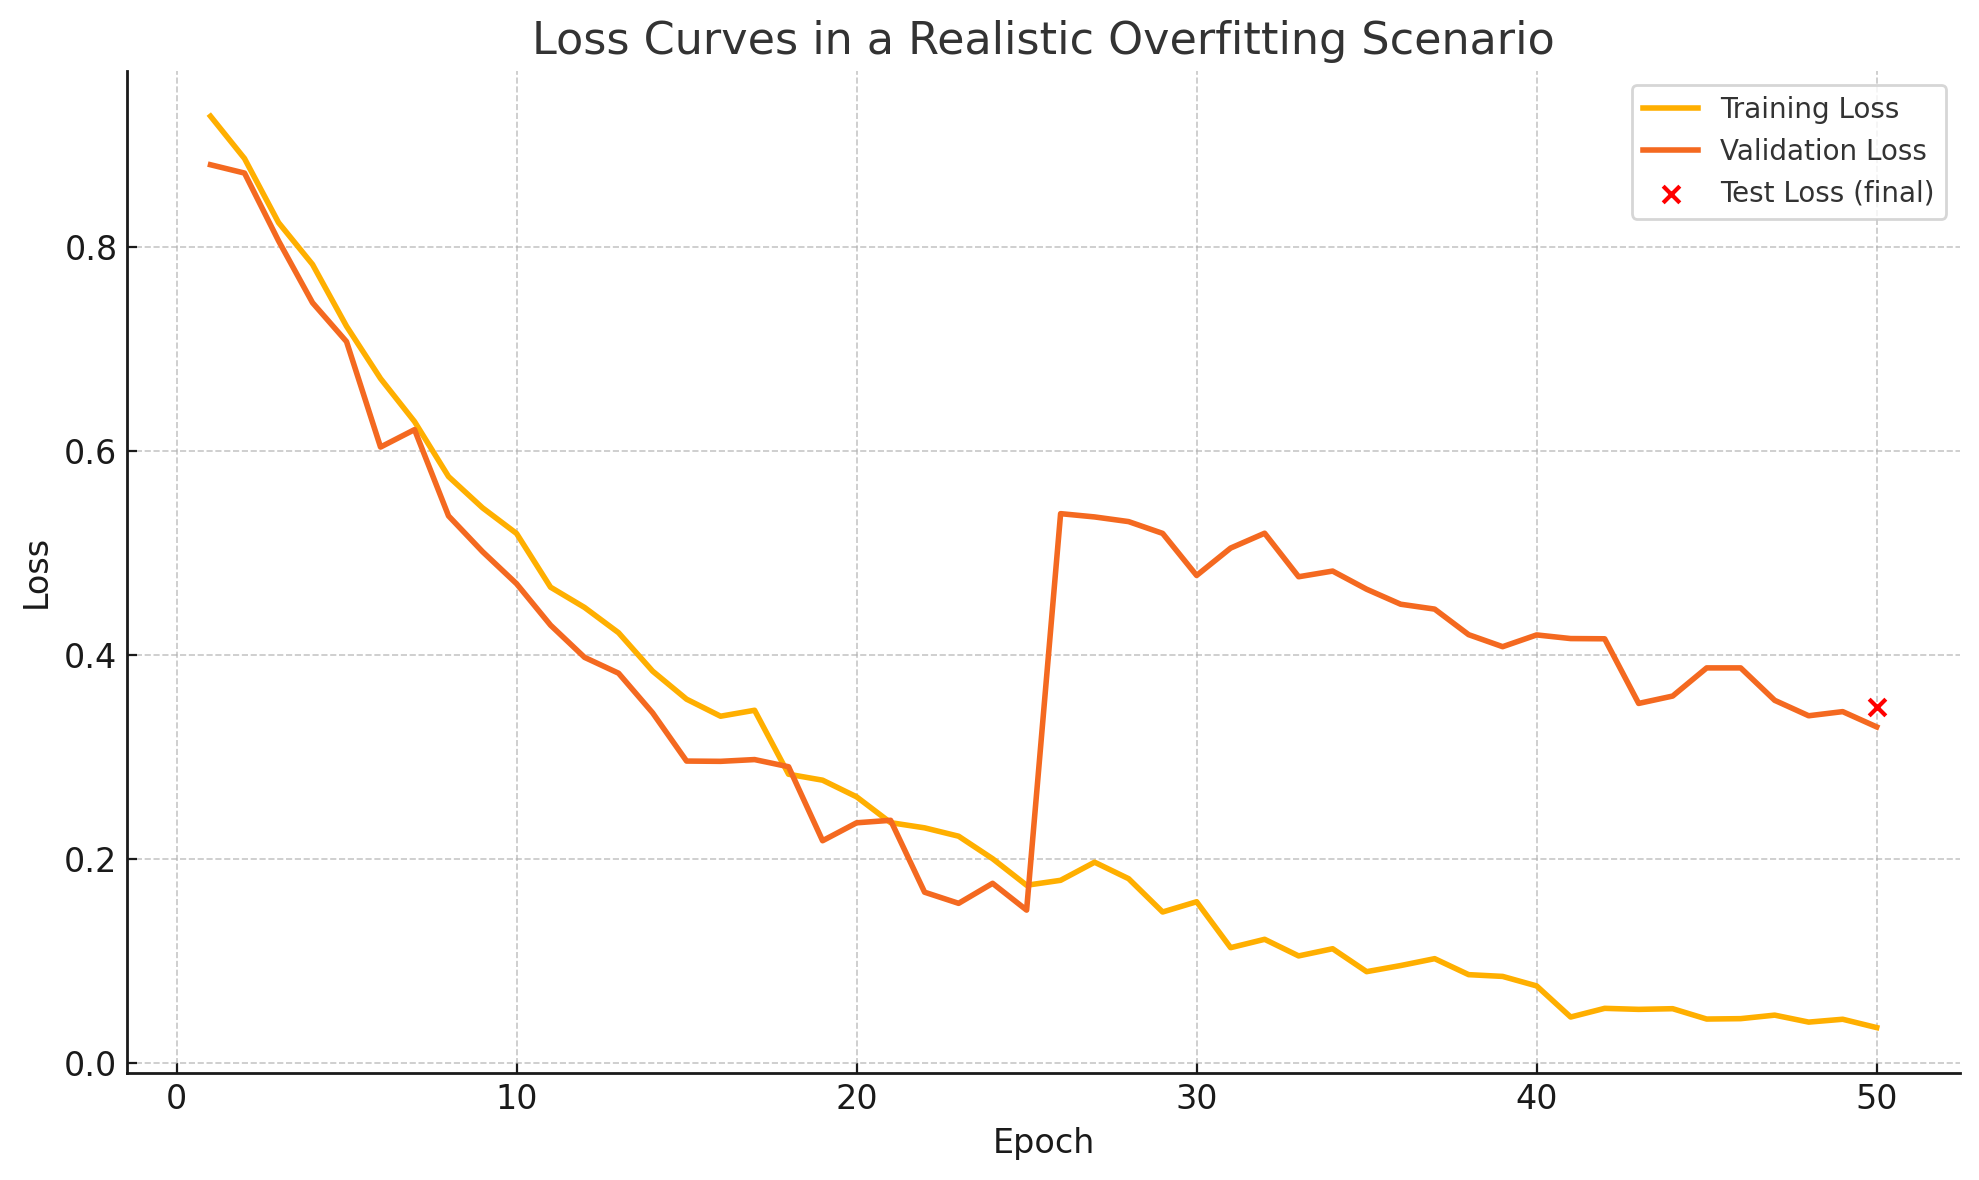 Loss Curves in a Realistic Overfitting Scenario
Training Loss
Validation Loss
Test Loss (final)
Loss
0.8
0.6
0.4
0.2
0.0
0 10 20 30 40 50
Epoch